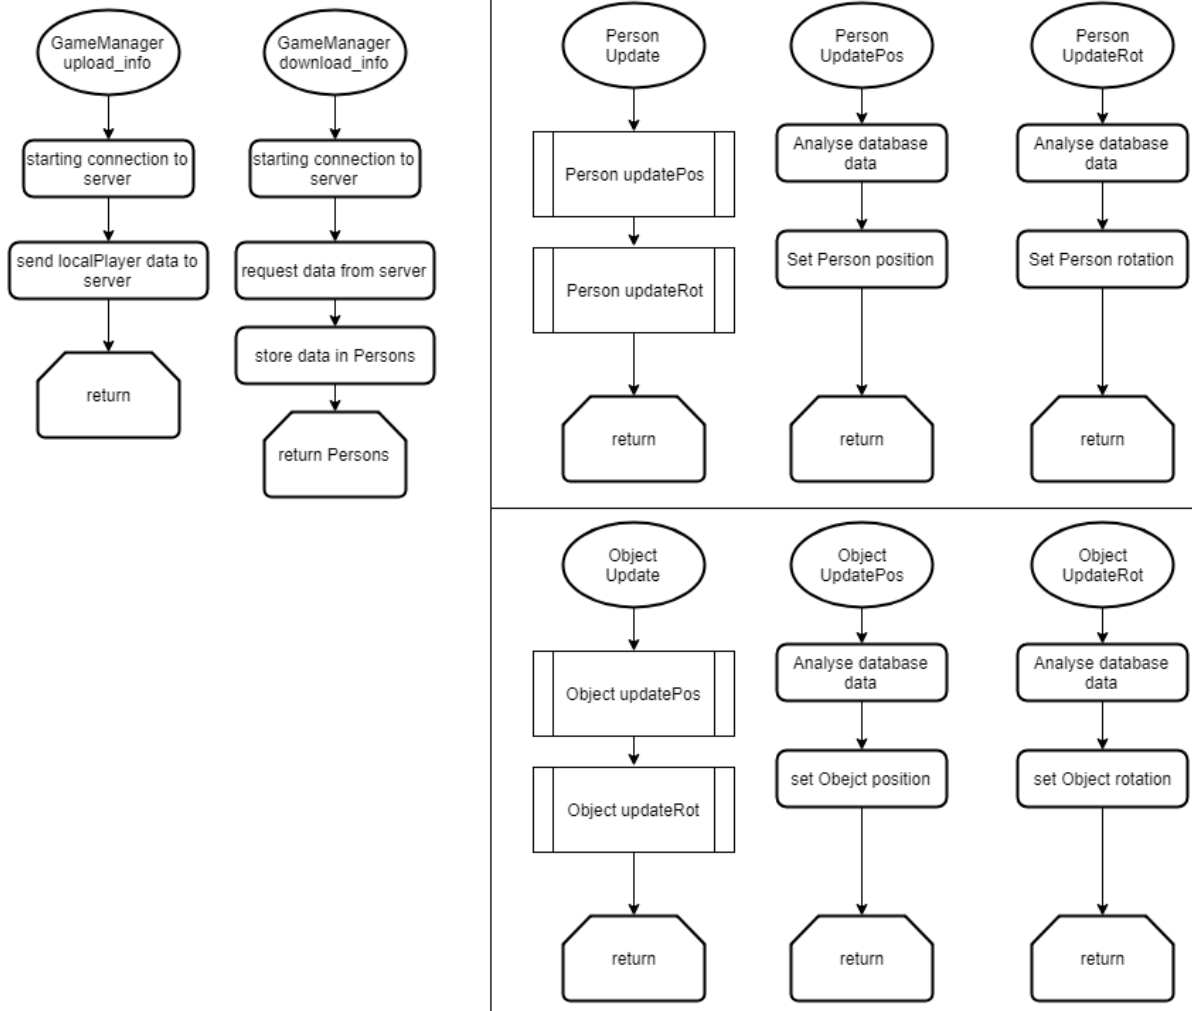 GameManager
upload_info
starting connection to
server
send localPlayer data to
server
return
GameManager
download_info
starting connection to
server
request data from server
store data in Persons
return Persons
Person
Update
Person updatePos
Person updateRot
return
Person
UpdatePos
Analyse database
data
Set Person position
return
Person
UpdateRot
Analyse database
data
Set Person rotation
return
Object
Update
Object updatePos
Object updateRot
return
Object
UpdatePos
Analyse database
data
set Obejct position
return
Object
UpdateRot
Analyse database
data
set Object rotation
return